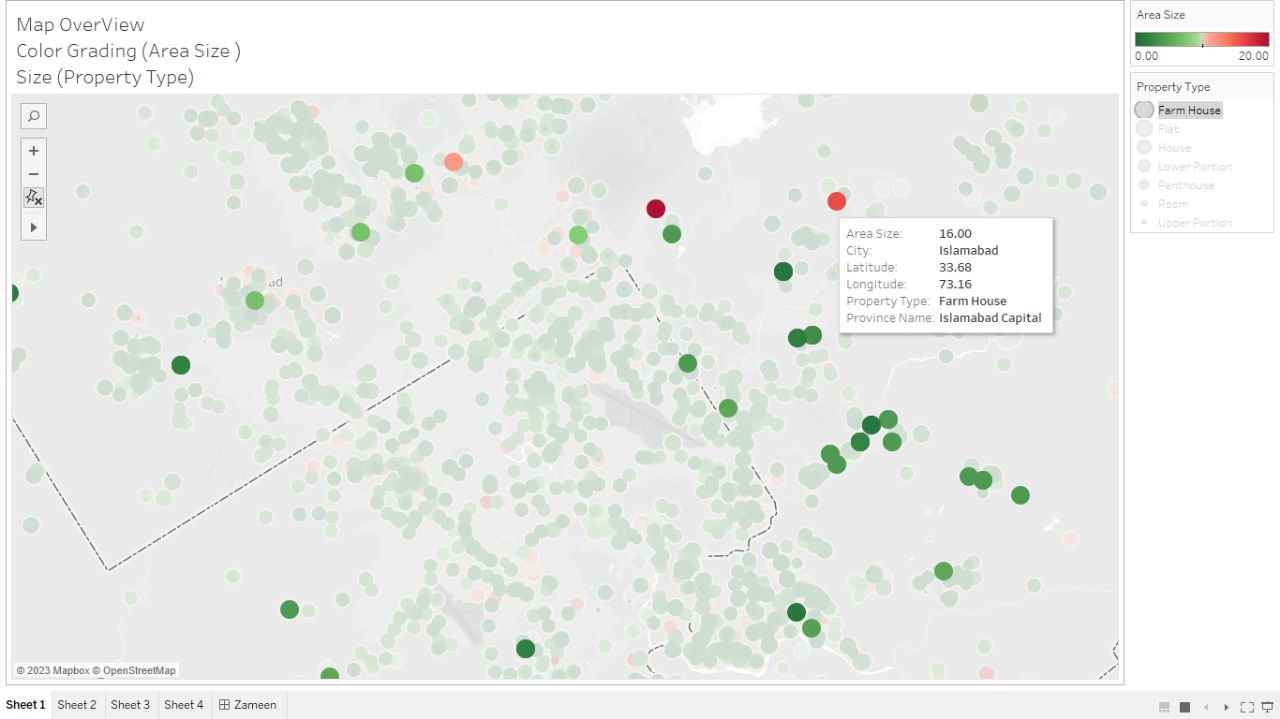 Map OverView
Color Grading (Area Size )
Size (Property Type)
Area Size
0.00 20.00
Property Type
Farm House
Flat
House
Lower Portion
Penthouse
Room
Upper Portion
Area Size: 16.00
City: Islamabad
Latitude: 33.68
Longitude: 73.16
Property Type: Farm House
Province Name: Islamabad Capital
© 2023 Mapbox © OpenStreetMap
Sheet 1 Sheet 2 Sheet 3 Sheet 4 Zameen